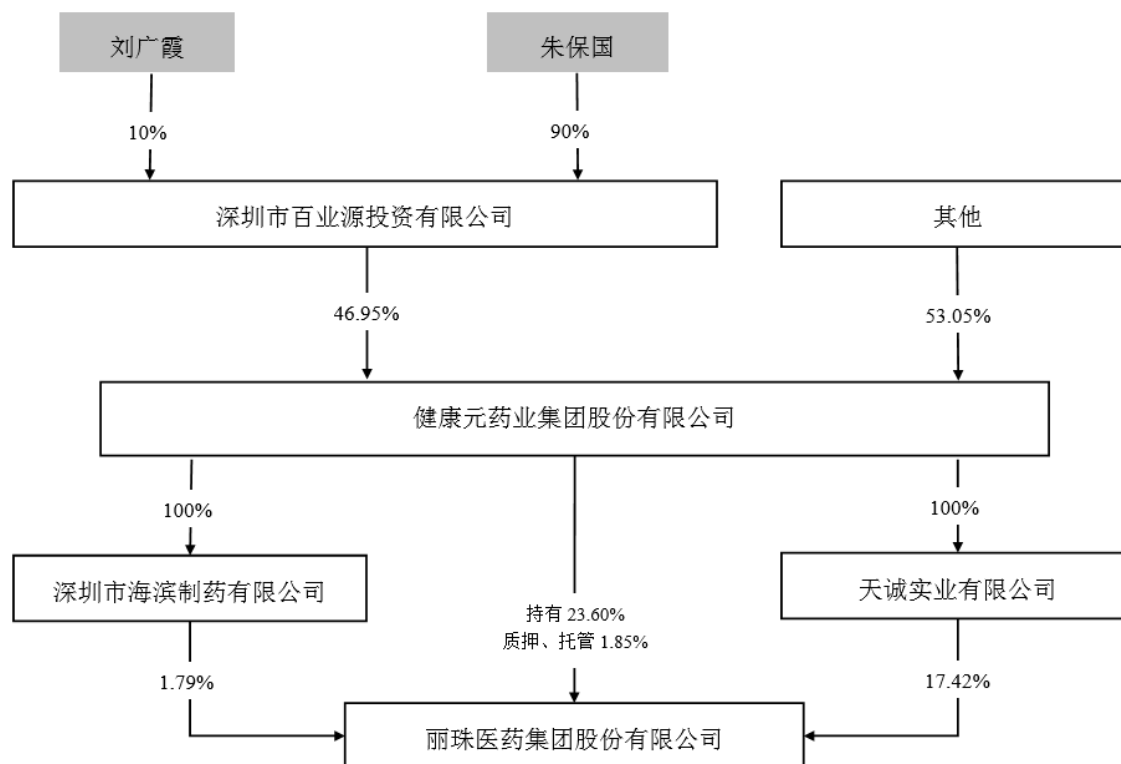 刘广霞
朱保国
10%
90%
深圳市百业源投资有限公司
其他
46.95%
53.05%
健康元药业集团股份有限公司
100%
100%
深圳市海滨制药有限公司
天诚实业有限公司
持有 23.60%
质押、托管 1.85%
1.79%
17.42%
丽珠医药集团股份有限公司